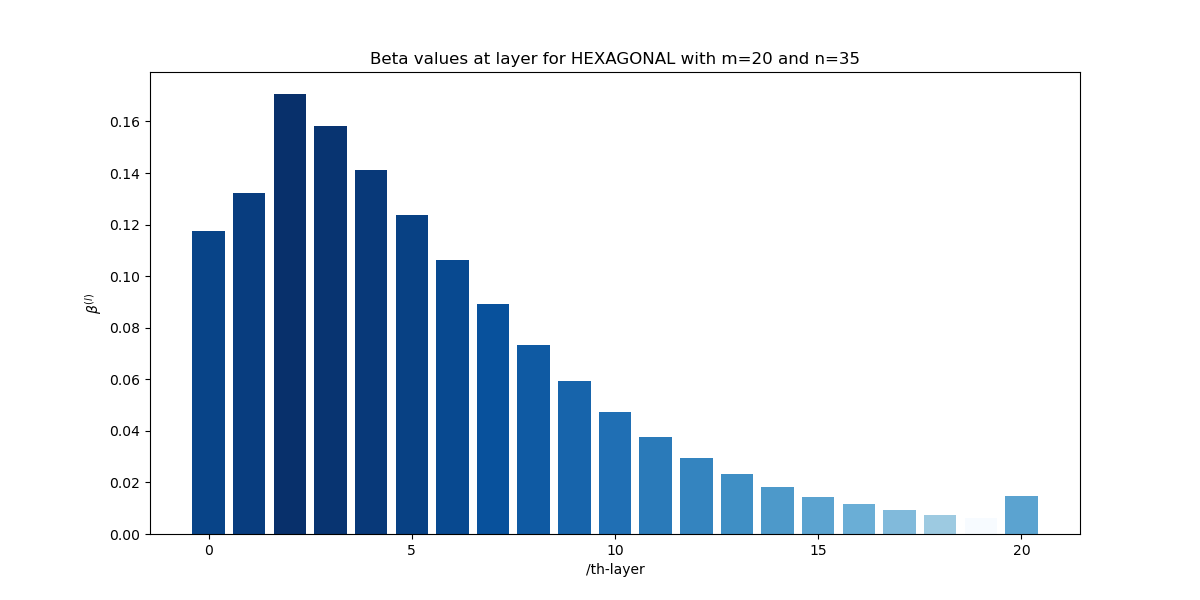 Beta values at layer for HEXAGONAL with m=20 and n=35
0.16
0.14
0.12
0.10
0.08
0.06
0.04
0.02
0.00
β⁽ˡ⁾
0 5 10 15 20
/th-layer